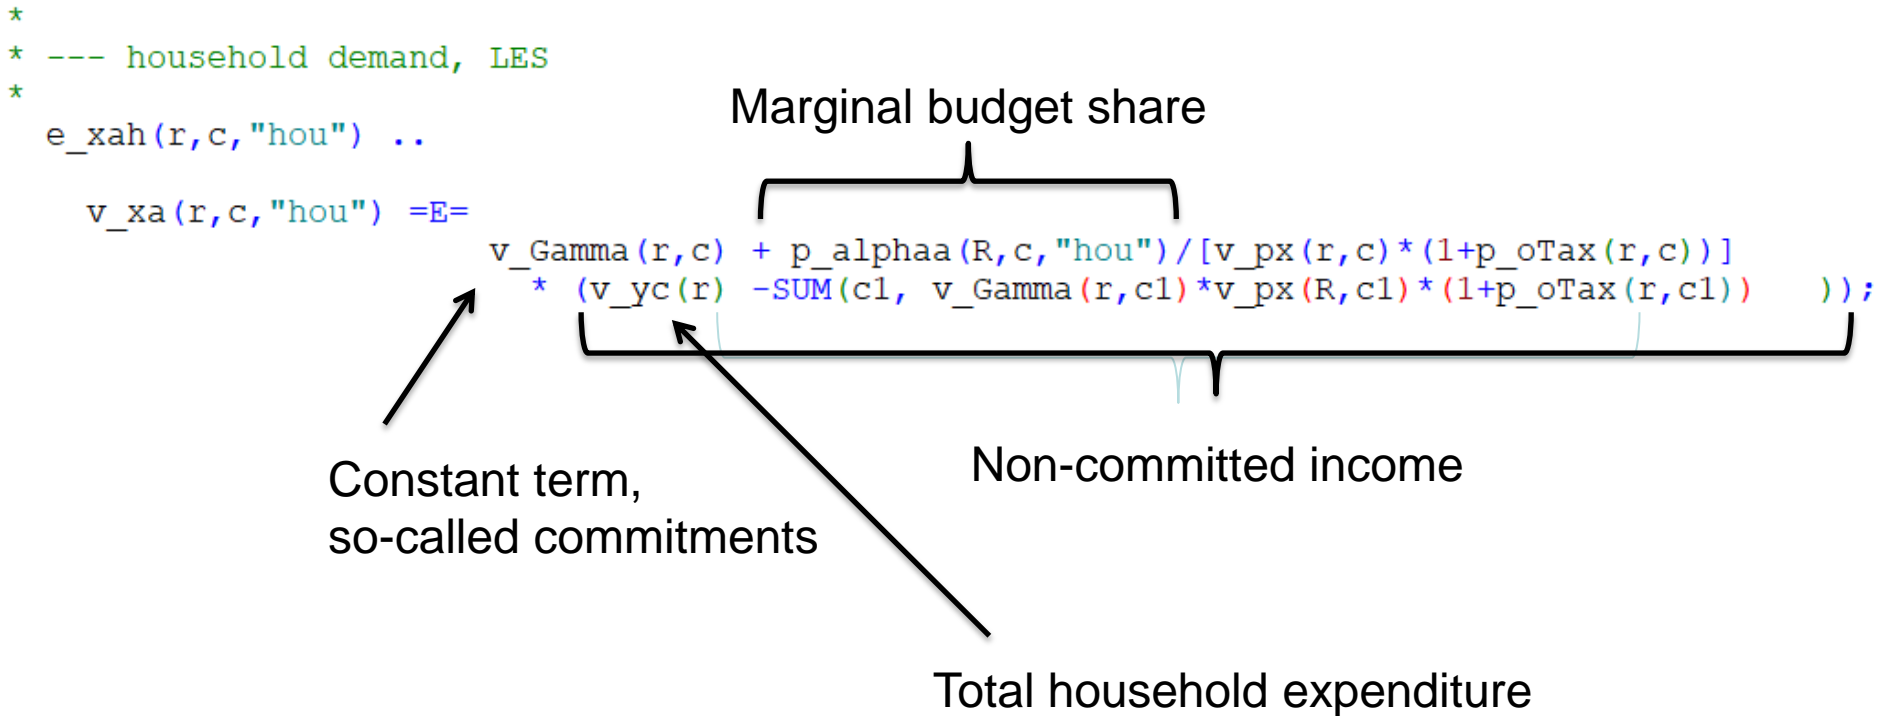 *
* --- household demand, LES
*
Marginal budget share
e_xah(r,c,"hou") ..
v_xa(r,c,"hou") =E=
v_Gamma(r,c) + p_alphaa(R,c,"hou")/[v_px(r,c)*(1+p_oTax(r,c))]
* (v_yc(r) -SUM(c1, v_Gamma(r,c1)*v_px(R,c1)*(1+p_oTax(r,c1)) ));
Constant term,
so-called commitments
Non-committed income
Total household expenditure